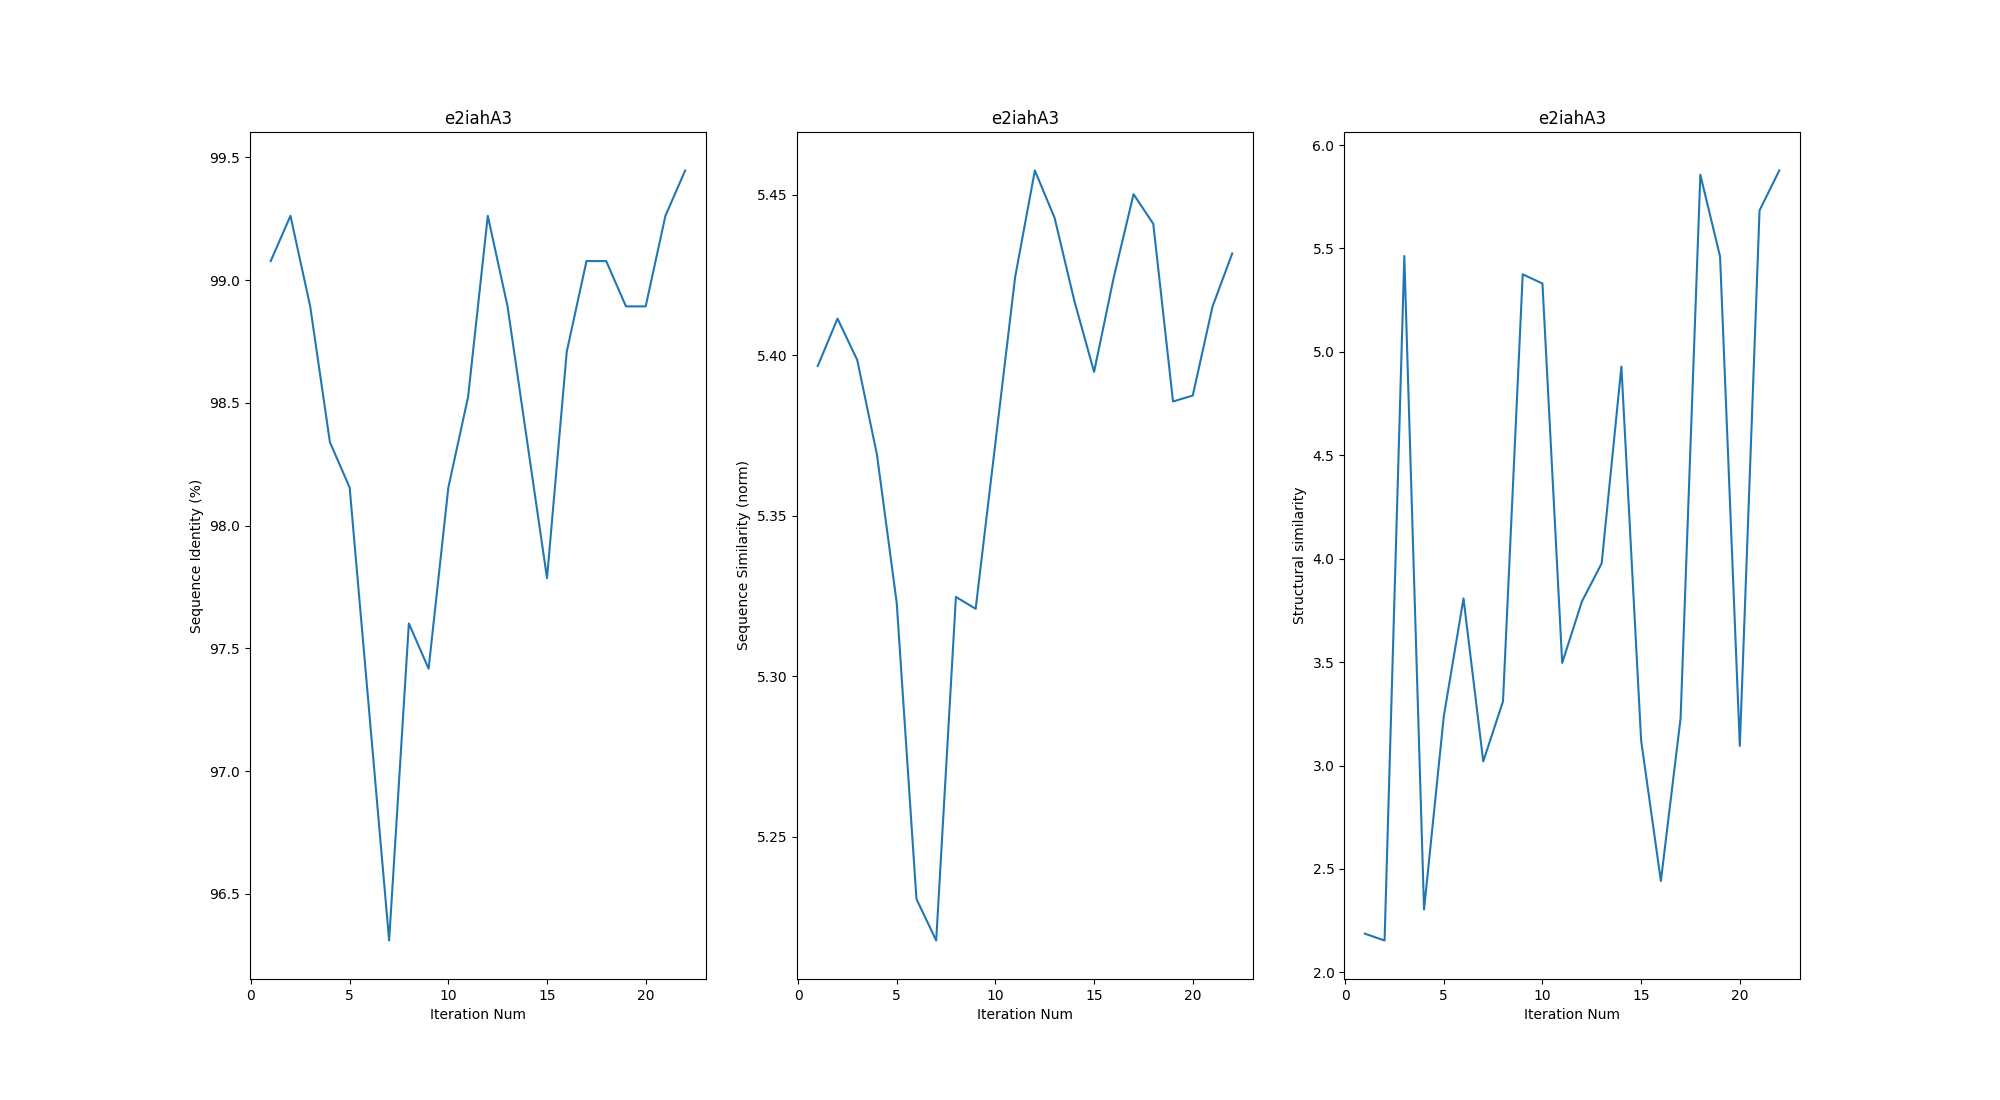 e2iahA3
99.5
99.0
98.5
98.0
97.5
97.0
96.5
Sequence Identity (%)
0 5 10 15 20
Iteration Num
e2iahA3
5.45
5.40
5.35
5.30
5.25
Sequence Similarity (norm)
0 5 10 15 20
Iteration Num
e2iahA3
6.0
5.5
5.0
4.5
4.0
3.5
3.0
2.5
2.0
Structural similarity
0 5 10 15 20
Iteration Num